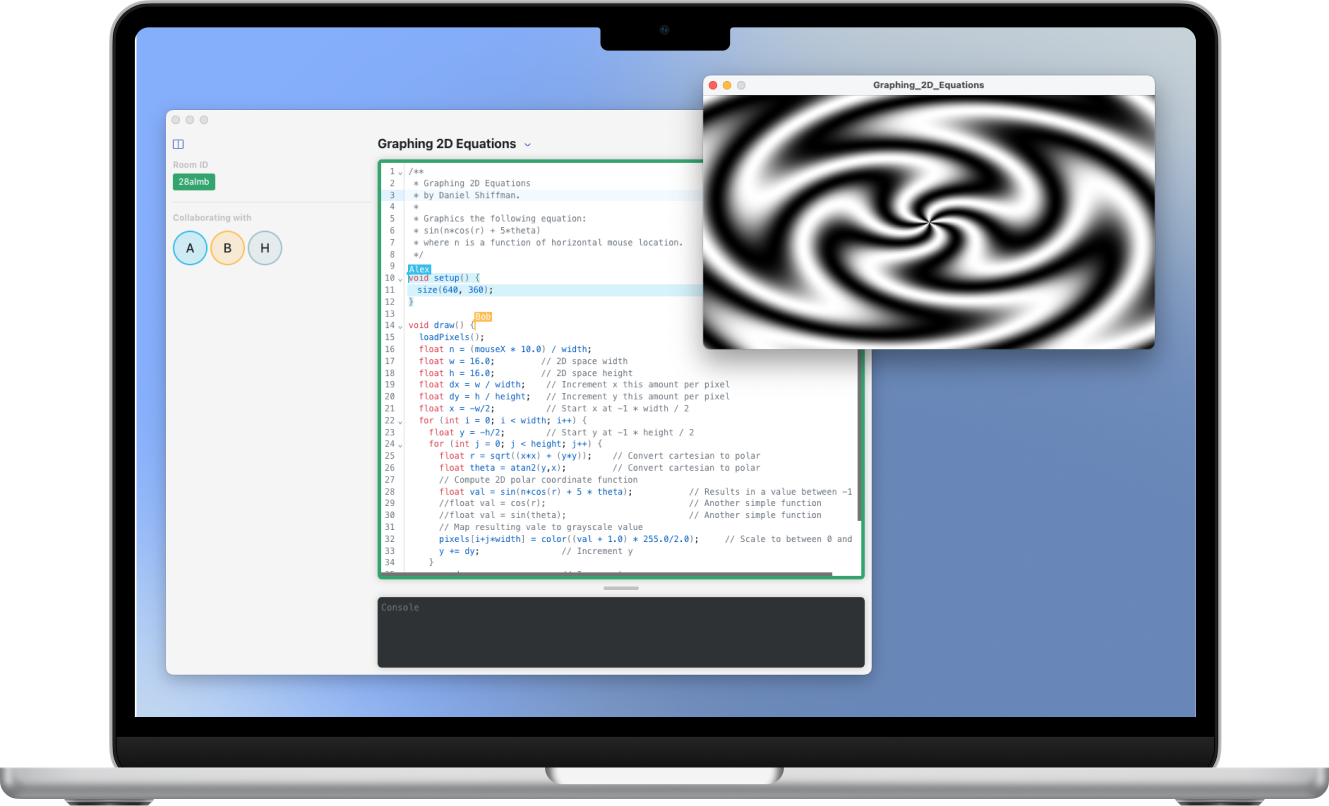 Graphing_2D_Equations
Graphing 2D Equations
Room ID
28almb
Collaborating with
A B H
1 /**
2 * Graphing 2D Equations
3 * by Daniel Shiffman.
4 *
5 * Graphics the following equation:
6 * sin(n*cos(r) + 5*theta)
7 * where n is a function of horizontal mouse location.
8 */
9
Alex
10 void setup() {
11 size(640, 360);
12 }
13
Bob
14 void draw() {
15 loadPixels();
16 float n = (mouseX * 10.0) / width;
17 float w = 16.0; // 2D space width
18 float h = 16.0; // 2D space height
19 float dx = w / width; // Increment x this amount per pixel
20 float dy = h / height; // Increment y this amount per pixel
21 float x = -w/2; // Start x at -1 * width / 2
22 for (int i = 0; i < width; i++) {
23 float y = -h/2; // Start y at -1 * height / 2
24 for (int j = 0; j < height; j++) {
25 float r = sqrt((x*x) + (y*y)); // Convert cartesian to polar
26 float theta = atan2(y,x); // Convert cartesian to polar
27 // Compute 2D polar coordinate function
28 float val = sin(n*cos(r) + 5 * theta); // Results in a value between -1
29 //float val = cos(r); // Another simple function
30 //float val = sin(theta); // Another simple function
31 // Map resulting vale to grayscale value
32 pixels[i+j*width] = color((val + 1.0) * 255.0/2.0); // Scale to between 0 and
33 y += dy; // Increment y
34 }
Console